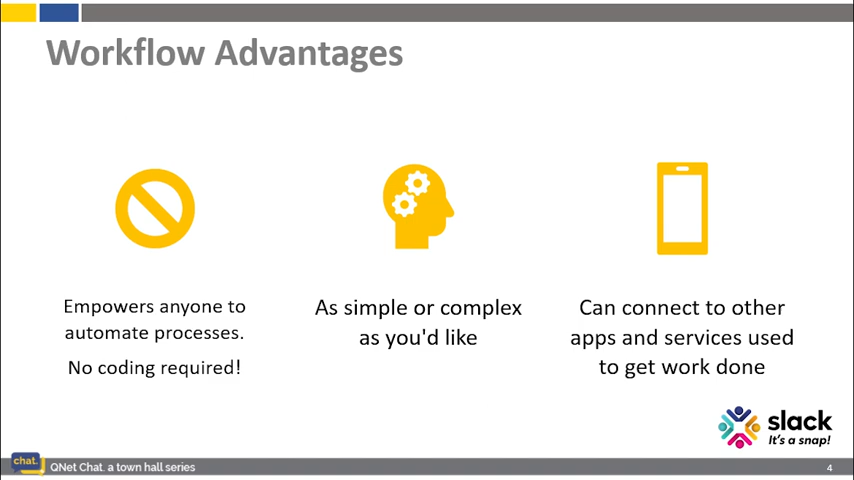 Workflow Advantages
Empowers anyone to
automate processes.
No coding required!
As simple or complex
as you'd like
Can connect to other
apps and services used
to get work done
slack
It's a snap!
chat.
QNet Chat. a town hall series
4